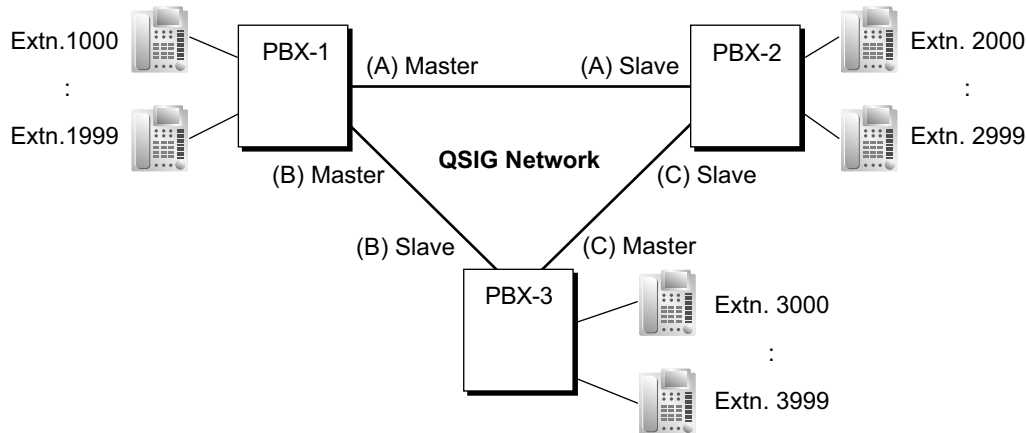 Extn.1000
:
Extn.1999
PBX-1
(A) Master
(A) Slave
PBX-2
Extn. 2000
:
Extn. 2999
QSIG Network
(B) Master
(C) Slave
(B) Slave
(C) Master
PBX-3
Extn. 3000
:
Extn. 3999